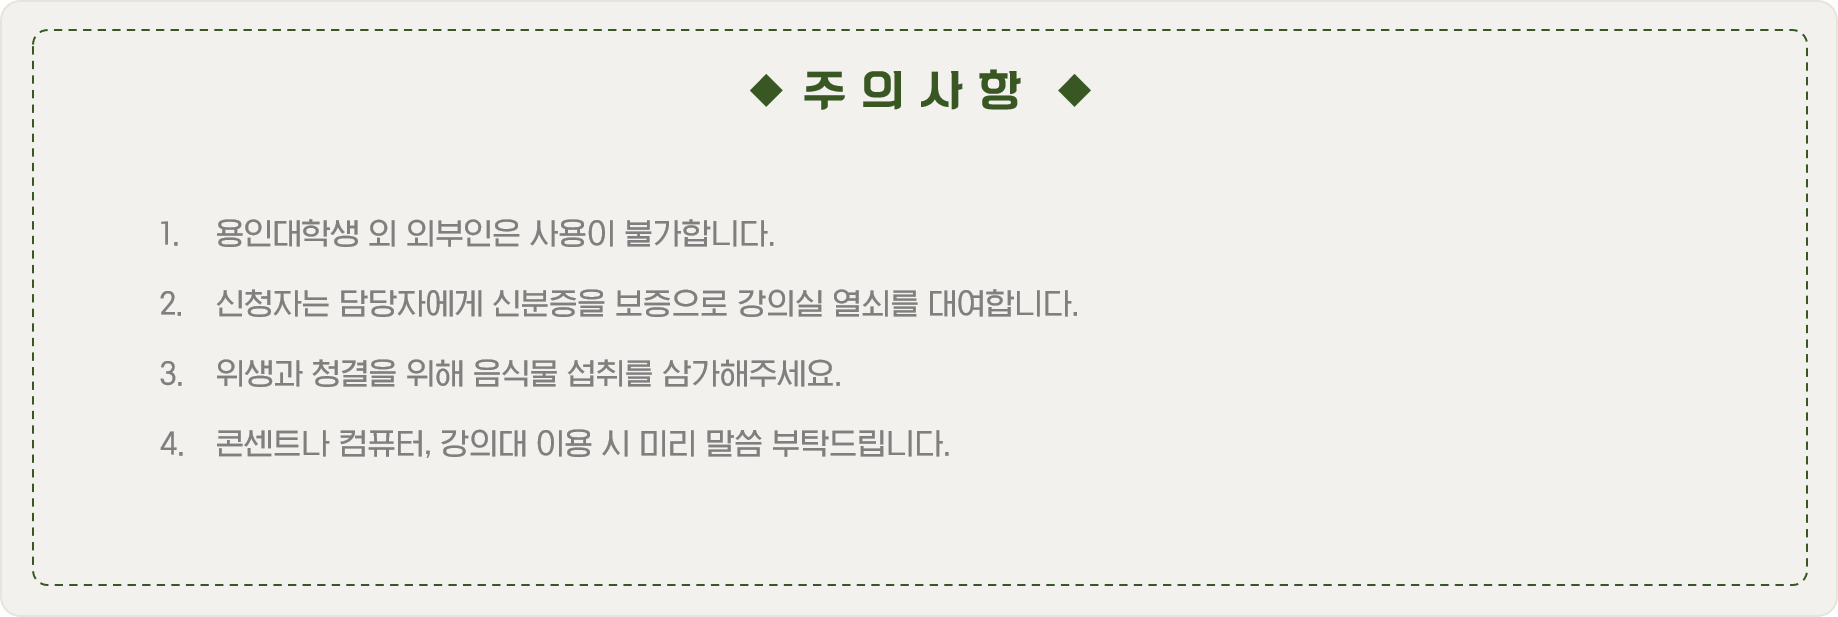 ◆ 주의사항 ◆
1. 용인대학생 외 외부인은 사용이 불가합니다.
2. 신청자는 담당자에게 신분증을 보증으로 강의실 열쇠를 대여합니다.
3. 위생과 청결을 위해 음식물 섭취를 삼가해주세요.
4. 콘센트나 컴퓨터, 강의대 이용 시 미리 말씀 부탁드립니다.